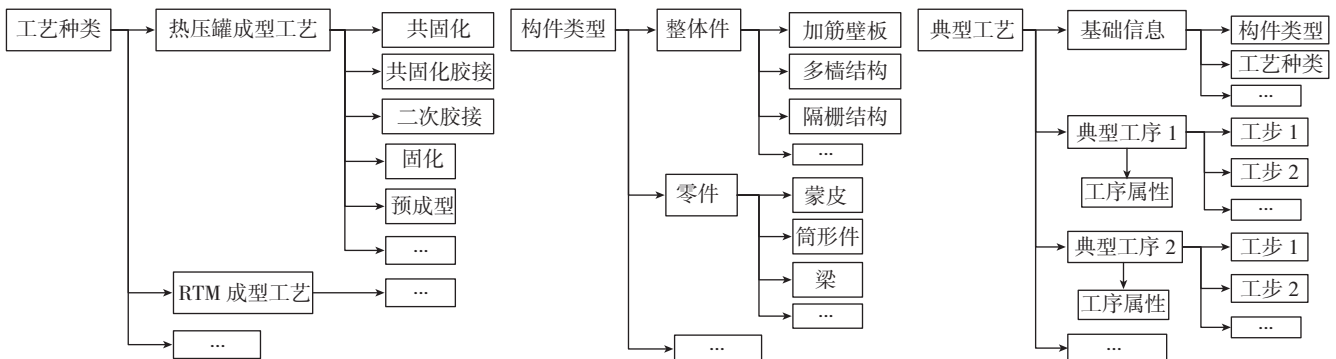 工艺种类
热压罐成型工艺
共固化
共固化胶接
二次胶接
固化
预成型
…
RTM 成型工艺
…
…
构件类型
整体件
加筋壁板
多樯结构
隔栅结构
…
零件
蒙皮
筒形件
梁
…
…
典型工艺
基础信息
构件类型
工艺种类
…
典型工序 1
工步 1
工步 2
…
工序属性
典型工序 2
工步 1
工步 2
…
工序属性
…